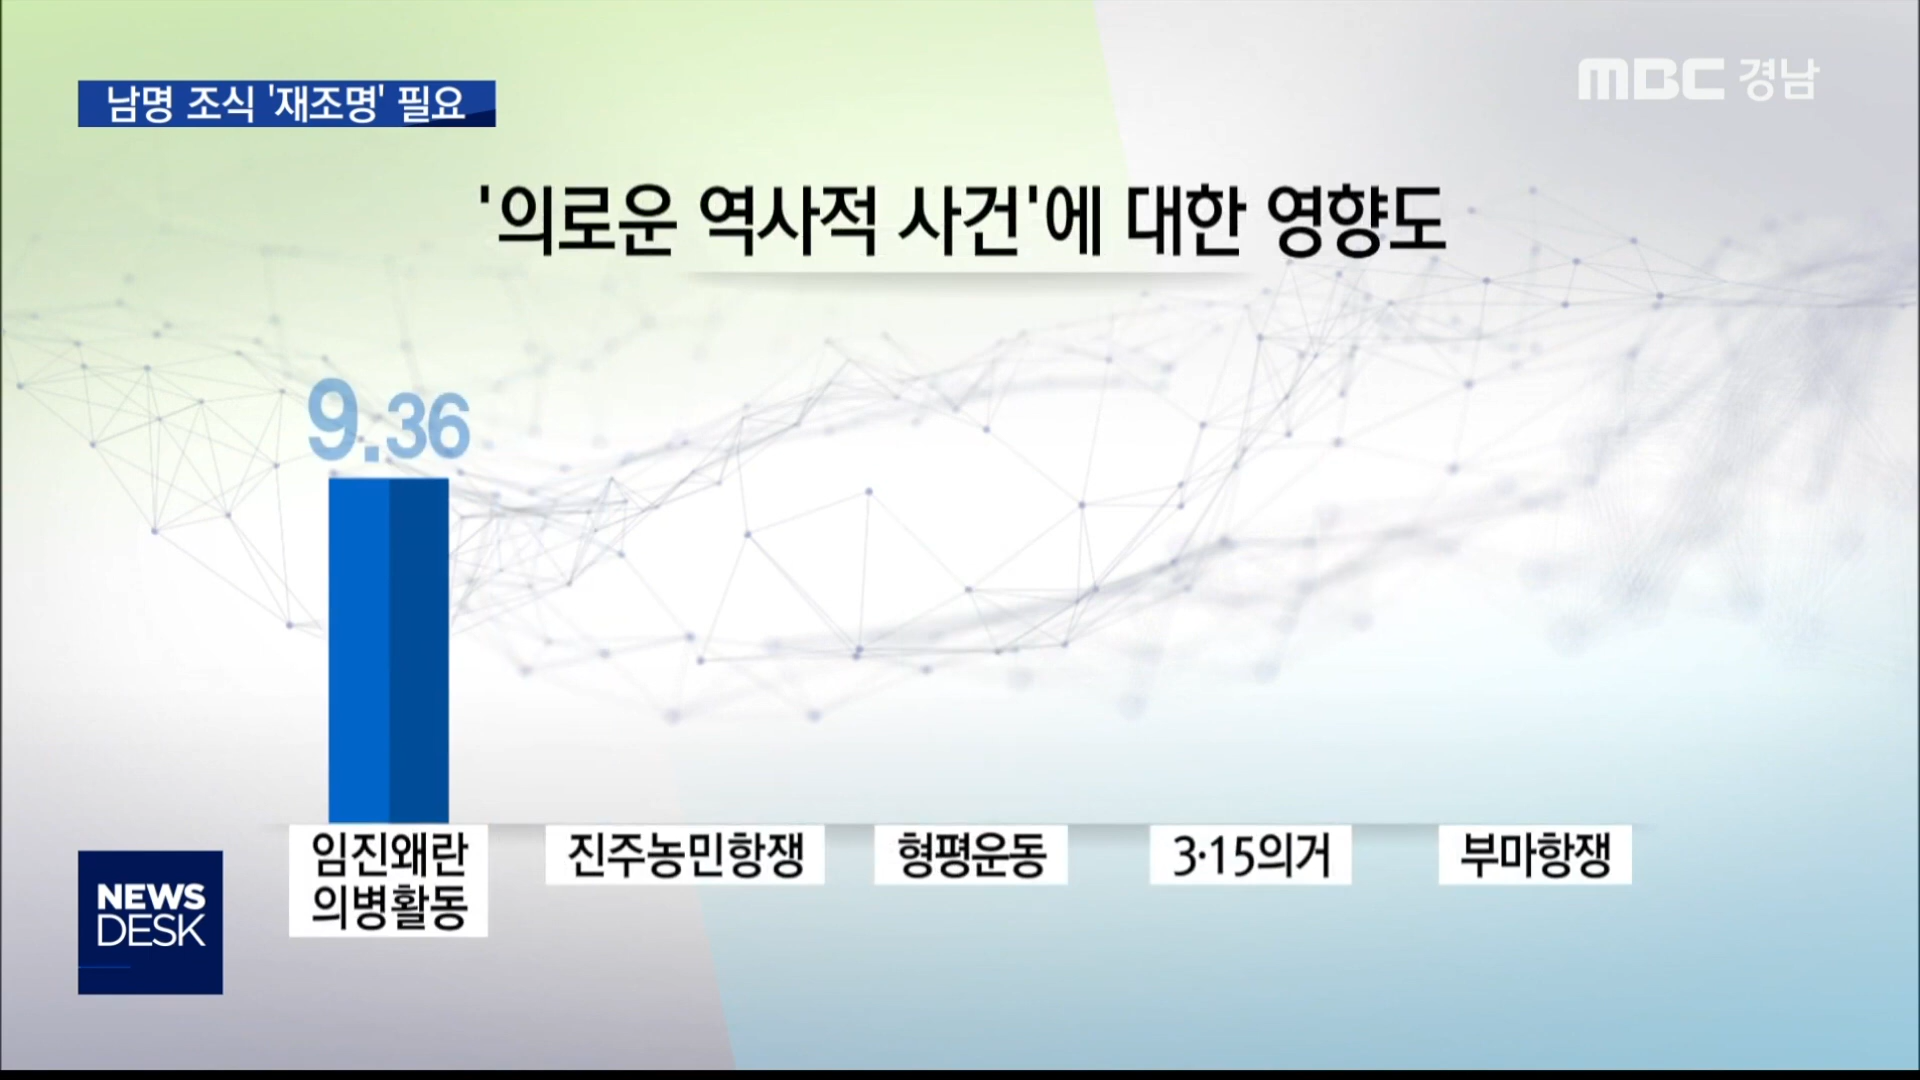 남명 조식 '재조명' 필요
MBC 경남
'의로운 역사적 사건'에 대한 영향도
9.36
임진왜란
의병활동
진주농민항쟁
형평운동
3·15의거
부마항쟁
NEWS
DESK